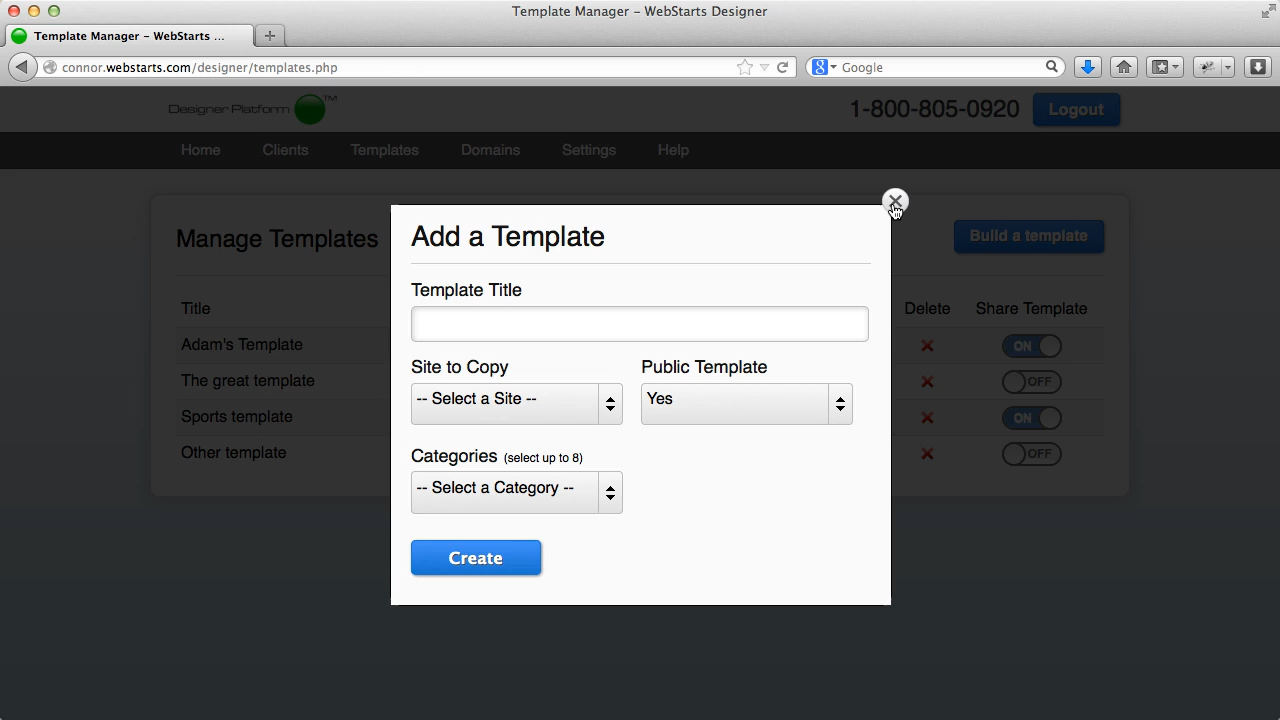 Template Manager – WebStarts Designer
Template Manager – WebStarts ...
connor.webstarts.com/designer/templates.php
Google
Designer Platform TM
1-800-805-0920
Logout
Home Clients Templates Domains Settings Help
Manage Templates
Build a template
Title Delete Share Template
Adam's Template ON
The great template OFF
Sports template ON
Other template OFF
Add a Template
Template Title
Site to Copy Public Template
-- Select a Site -- Yes
Categories (select up to 8)
-- Select a Category --
Create